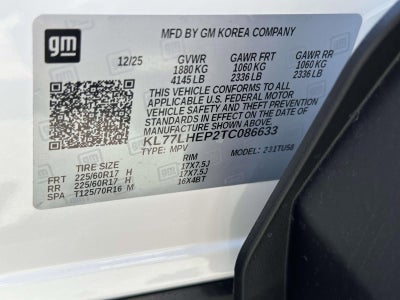 gm
MFD BY GM KOREA COMPANY
12/25 GVWR GAWR FRT GAWR RR
1880 KG 1060 KG 1060 KG
4145 LB 2336 LB 2336 LB
THIS VEHICLE CONFORMS TO ALL
APPLICABLE U.S. FEDERAL MOTOR
VEHICLE SAFETY AND THEFT PREVENTION
STANDARDS IN EFFECT ON THE DATE OF
MANUFACTURE SHOWN ABOVE.
KL77LHEP2TC086633
TYPE: MPV MODEL: 231TU58
TIRE SIZE RIM
FRT 225/60R17 H 17X7.5J
RR 225/60R17 H 17X7.5J
SPA T125/70R16 M 16X4BT